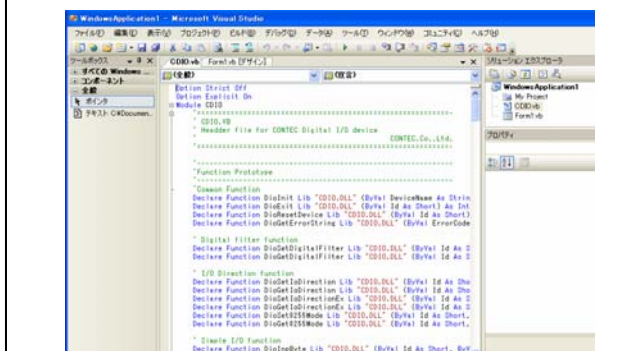 WindowsApplication1 - Microsoft Visual Studio
ファイル(F) 編集(E) 表示(V) プロジェクト(P) ビルド(B) デバッグ(D) データ(A) ツール(T) ウィンドウ(W) コミュニティ(C) ヘルプ(H)
ツールボックス
すべての Windows ...
コンポーネント
全般
ポインタ
テキスト: C#Documen..
CDIO.vb Form1.vb [デザイン]
(全般) (宣言)
Option Strict Off
Option Explicit On
Module CDIO
'*************************************************
' CDIO.VB
' Headder file for CONTEC Digital I/O device
' CONTEC.Co.,Ltd.
'*************************************************
'-------------------------------------------------
'Function Prototype
'-------------------------------------------------
'Common Function
Declare Function DioInit Lib "CDIO.DLL" (ByVal DeviceName As Strin
Declare Function DioExit Lib "CDIO.DLL" (ByVal Id As Short) As Int
Declare Function DioResetDevice Lib "CDIO.DLL" (ByVal Id As Short)
Declare Function DioGetErrorString Lib "CDIO.DLL" (ByVal ErrorCode
' Digital filter function
Declare Function DioSetDigitalFilter Lib "CDIO.DLL" (ByVal Id As S
Declare Function DioGetDigitalFilter Lib "CDIO.DLL" (ByVal Id As S
' I/O Direction function
Declare Function DioSetIoDirection Lib "CDIO.DLL" (ByVal Id As Sho
Declare Function DioGetIoDirection Lib "CDIO.DLL" (ByVal Id As Sho
Declare Function DioSetIoDirectionEx Lib "CDIO.DLL" (ByVal Id As S
Declare Function DioGetIoDirectionEx Lib "CDIO.DLL" (ByVal Id As S
Declare Function DioSet8255Mode Lib "CDIO.DLL" (ByVal Id As Short,
Declare Function DioGet8255Mode Lib "CDIO.DLL" (ByVal Id As Short,
' Simple I/O function
Declare Function DioInpByte Lib "CDIO.DLL" (ByVal Id As Short, ByV
ソリューション エクスプローラ
WindowsApplication1
My Project
CDIO.vb
Form1.vb
プロパティ